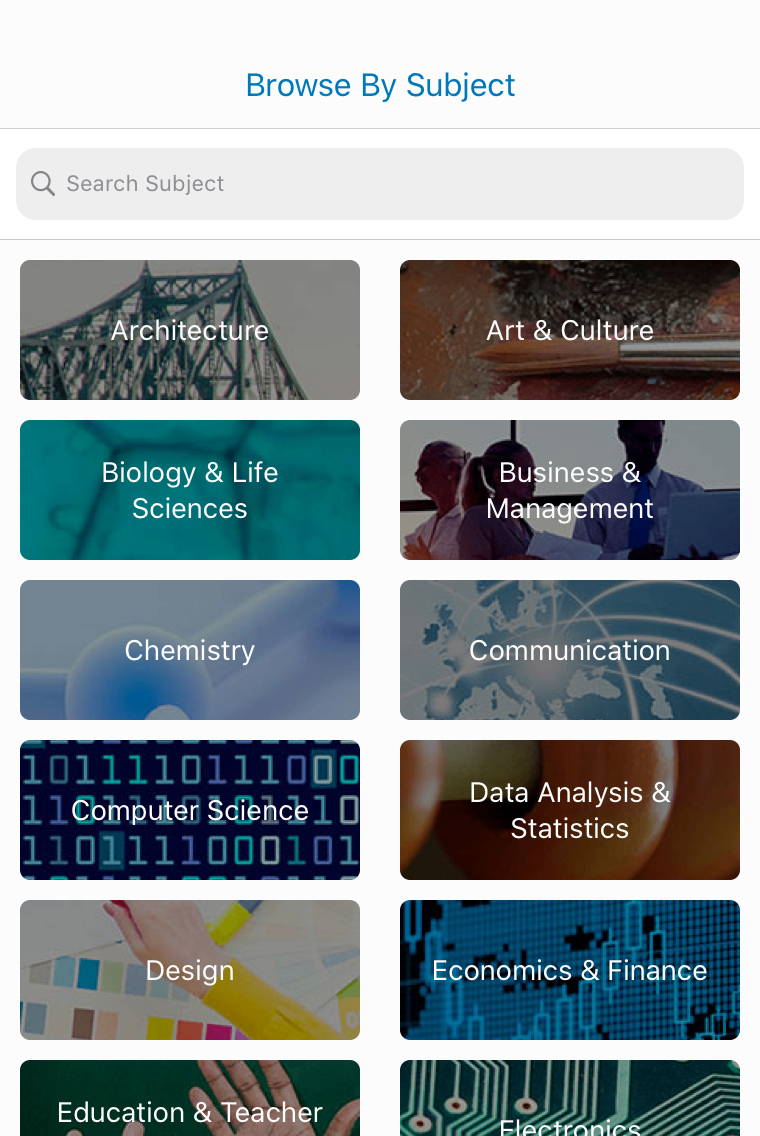 Browse By Subject
Search Subject
Architecture
Art & Culture
Biology & Life
Sciences
Business &
Management
Chemistry
Communication
Computer Science
Data Analysis &
Statistics
Design
Economics & Finance
Education & Teacher
Electronics